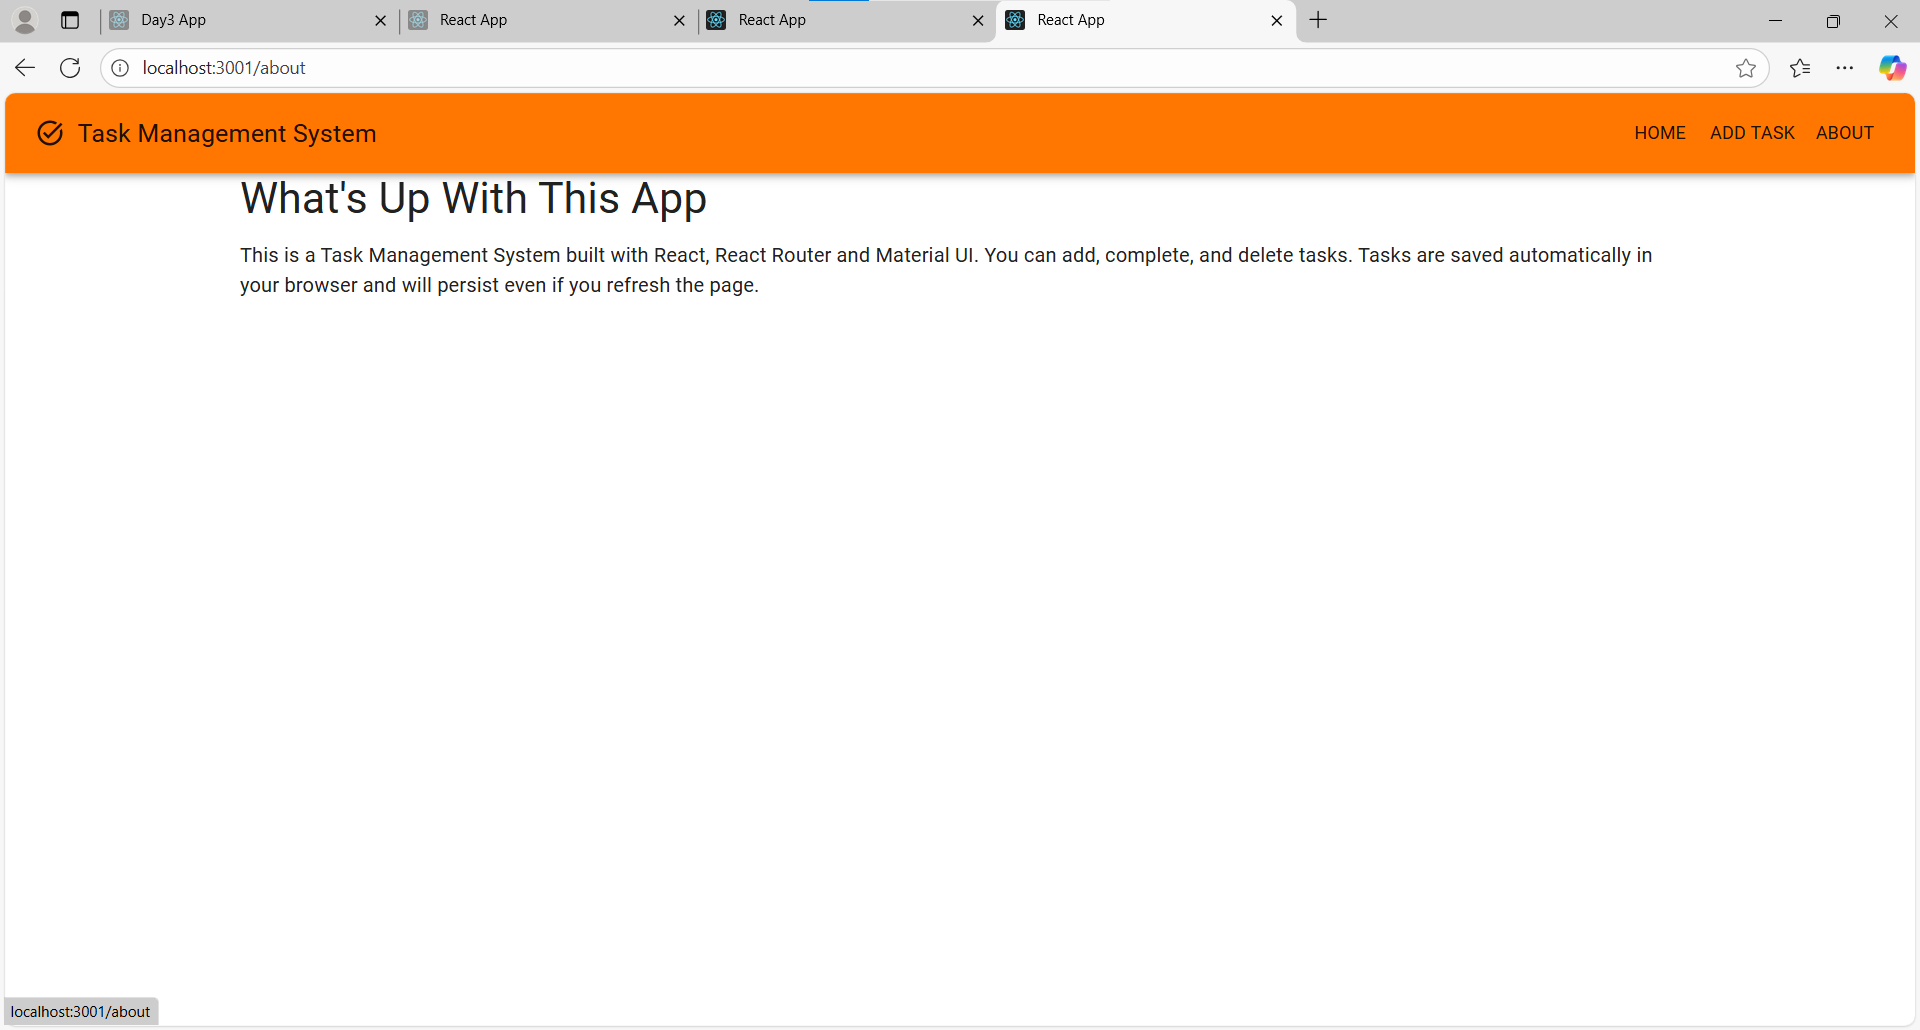 Day3 App
React App
React App
React App
localhost:3001/about
Task Management System
HOME ADD TASK ABOUT
What's Up With This App
This is a Task Management System built with React, React Router and Material UI. You can add, complete, and delete tasks. Tasks are saved automatically in
your browser and will persist even if you refresh the page.
localhost:3001/about